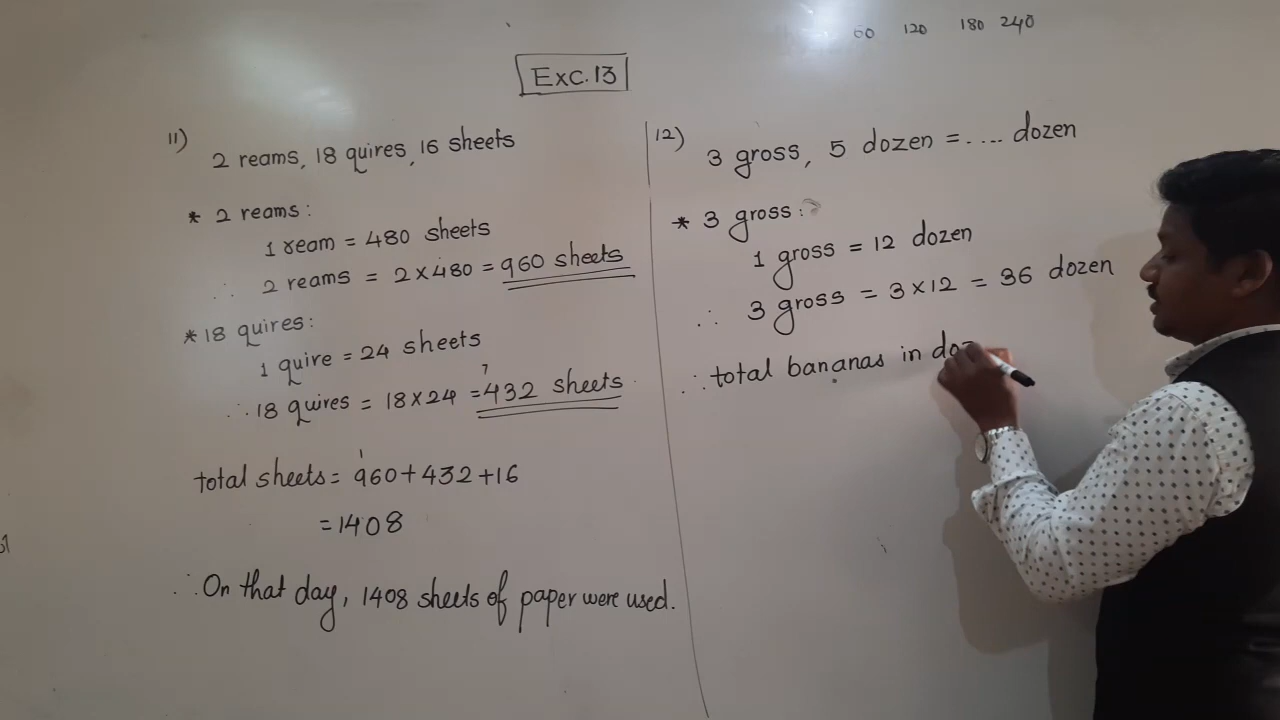 60 120 180 240
Exc.13
11)
2 reams, 18 quires, 16 sheets
* 2 reams:
1 ream = 480 sheets
∴ 2 reams = 2×480 = 960 sheets
* 18 quires:
1 quire = 24 sheets
7
∴ 18 quires = 18×24 = 432 sheets
1
total sheets = 960+432+16
= 1408
∴ On that day, 1408 sheets of paper were used.
12)
3 gross, 5 dozen = .... dozen
* 3 gross:
1 gross = 12 dozen
∴ 3 gross = 3×12 = 36 dozen
∴ total bananas in doz